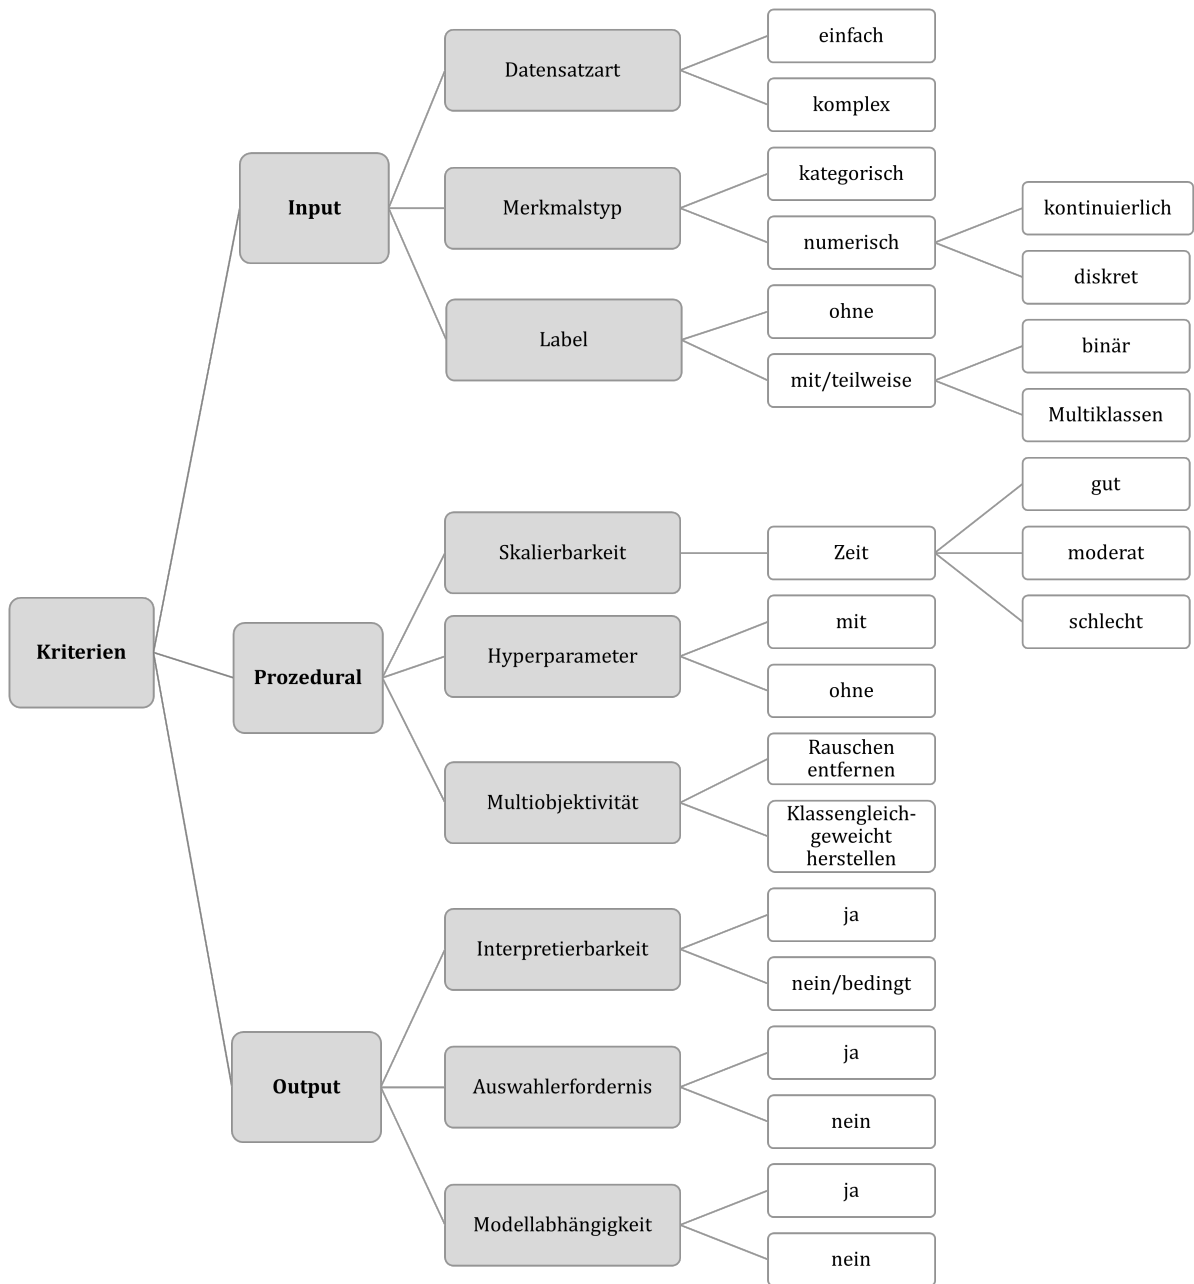 Kriterien
Input
Datensatzart
einfach
komplex
Merkmalstyp
kategorisch
numerisch
kontinuierlich
diskret
Label
ohne
mit/teilweise
binär
Multiklassen
Prozedural
Skalierbarkeit
Zeit
gut
moderat
schlecht
Hyperparameter
mit
ohne
Multiobjektivität
Rauschen
entfernen
Klassengleich-
geweicht
herstellen
Output
Interpretierbarkeit
ja
nein/bedingt
Auswahlerfordernis
ja
nein
Modellabhängigkeit
ja
nein